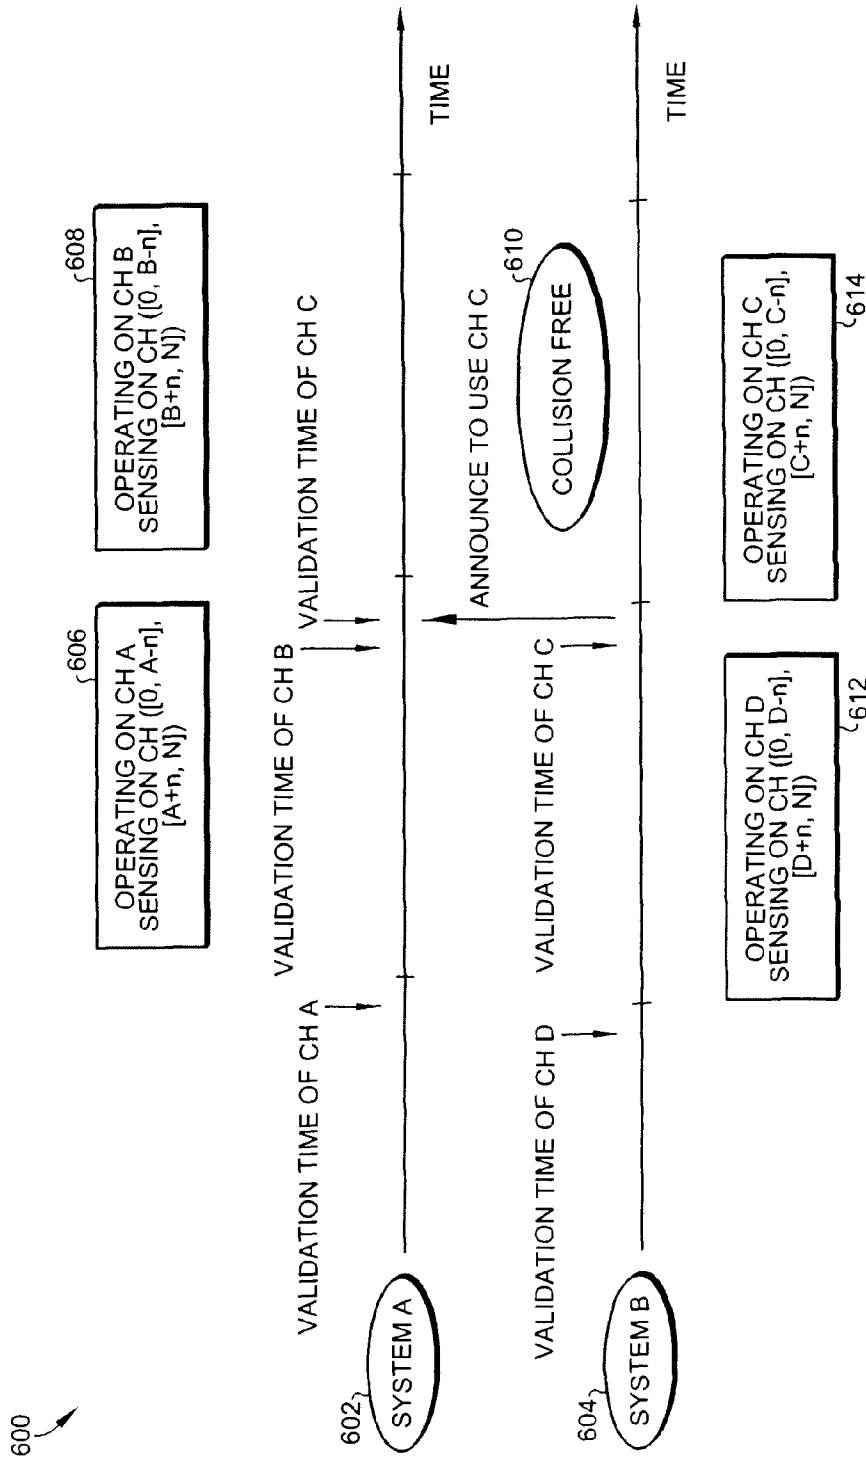 600
606
OPERATING ON CH A
SENSING ON CH ([0, A-n],
[A+n, N])
608
OPERATING ON CH B
SENSING ON CH ([0, B-n],
[B+n, N])
VALIDATION TIME OF CH A
VALIDATION TIME OF CH B
VALIDATION TIME OF CH C
602
SYSTEM A
TIME
ANNOUNCE TO USE CH C
610
COLLISION FREE
VALIDATION TIME OF CH D
VALIDATION TIME OF CH C
604
SYSTEM B
TIME
OPERATING ON CH D
SENSING ON CH ([0, D-n],
[D+n, N])
612
OPERATING ON CH C
SENSING ON CH ([0, C-n],
[C+n, N])
614